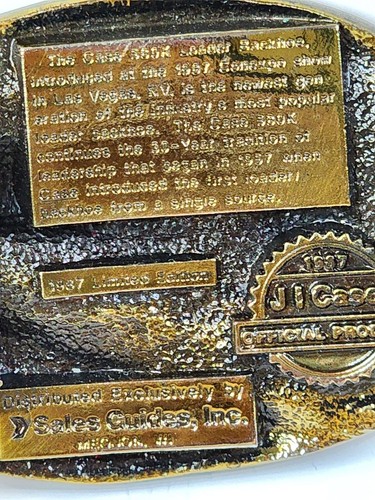 The Case 580K Loader Backhoe,
introduced at the 1987 Conexpo show
in Las Vegas, NV, is the newest gen
eration of the industry's most popular
loader backhoe. The Case 580K
continues the 30-Year tradition of
leadership that began in 1957 when
Case introduced the first loader/
backhoe from a single source.
1987 Limited Edition
1987
J I Case
OFFICIAL PROD
Distributed Exclusively by
Sales Guides, Inc.